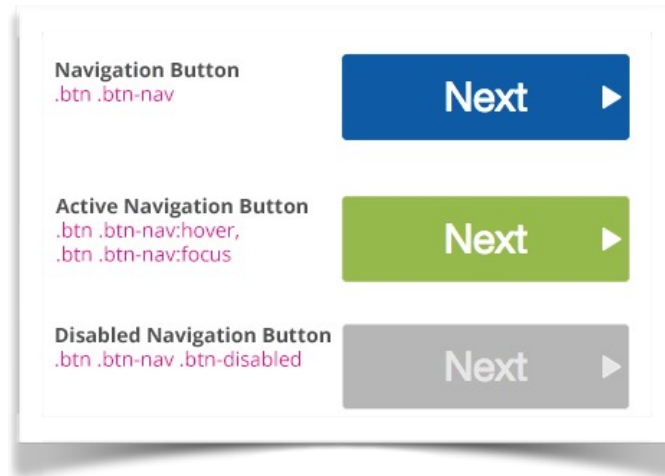 Navigation Button
.btn .btn-nav
Next
Active Navigation Button
.btn .btn-nav:hover,
.btn .btn-nav:focus
Next
Disabled Navigation Button
.btn .btn-nav .btn-disabled
Next